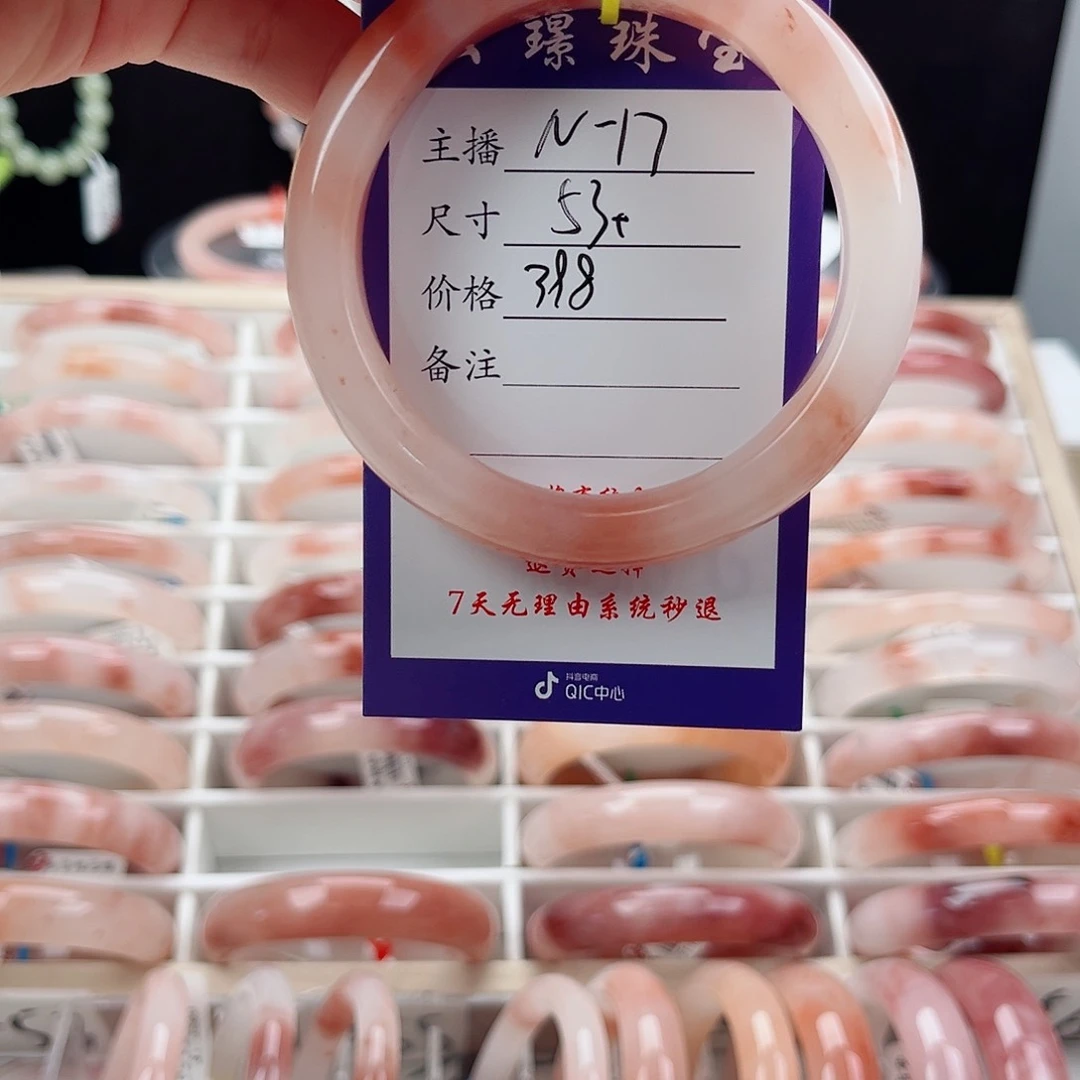 璟珠宝
主播 N-17
尺寸 53+
价格 398
备注
7天无理由系统秒退
抖音电商
QIC中心